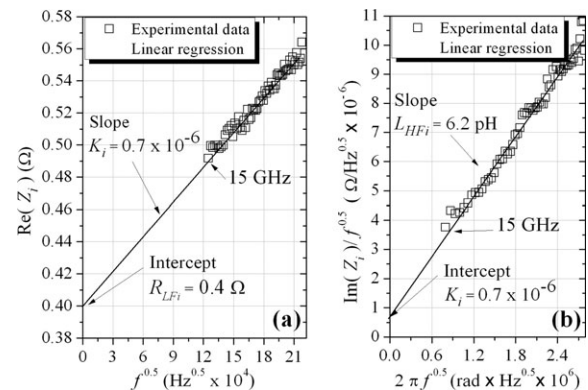 (a)
Experimental data
Linear regression
Re(Z_i) (Ω)
0.58
0.56
0.54
0.52
0.50
0.48
0.46
0.44
0.42
0.40
0.38
Slope
K_i = 0.7 x 10^-6
15 GHz
Intercept
R_LFi = 0.4 Ω
(a)
0 3 6 9 12 15 18 21
f^0.5 (Hz^0.5 x 10^4)
(b)
Experimental data
Linear regression
Im(Z_i)/f^0.5 (Ω/Hz^0.5 x 10^-6)
11
10
9
8
7
6
5
4
3
2
1
0
Slope
L_HFi = 6.2 pH
15 GHz
Intercept
K_i = 0.7 x 10^-6
(b)
0.0 0.6 1.2 1.8 2.4
2 πf^0.5 (rad x Hz^0.5 x 10^6)